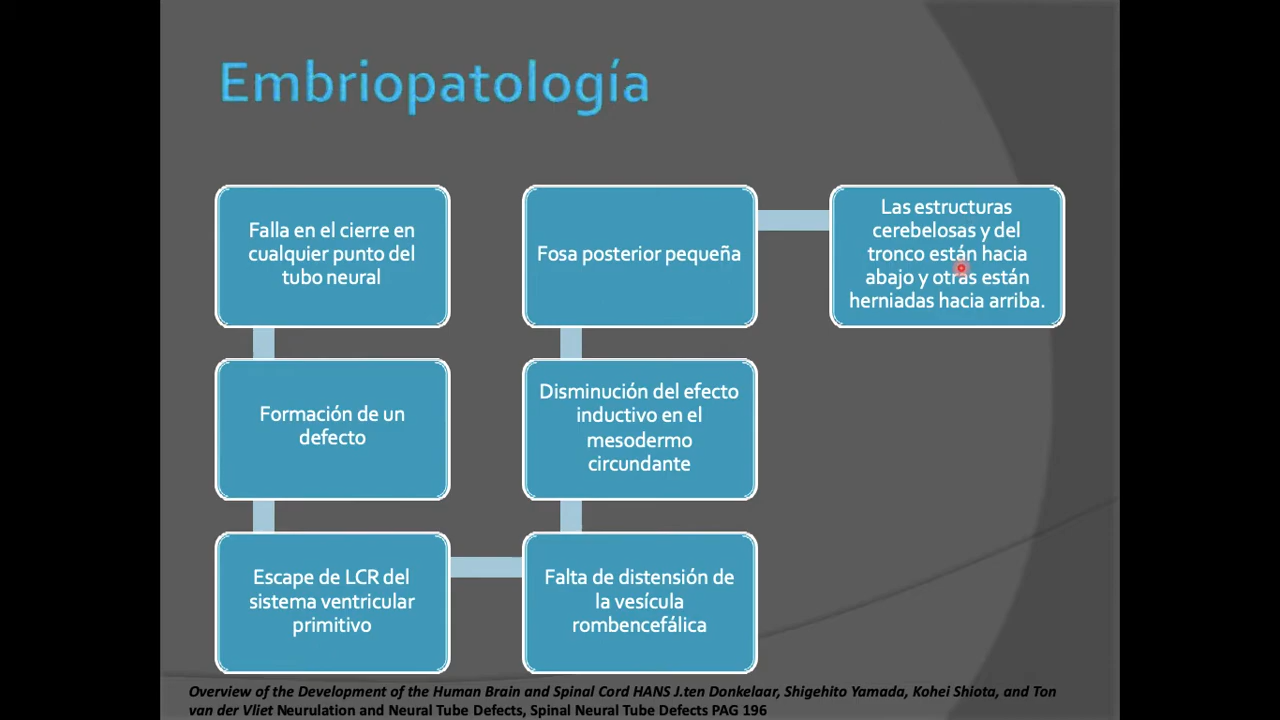 Embriopatología
Falla en el cierre en
cualquier punto del
tubo neural
Formación de un
defecto
Escape de LCR del
sistema ventricular
primitivo
Falta de distensión de
la vesícula
rombencefálica
Disminución del efecto
inductivo en el
mesodermo
circundante
Fosa posterior pequeña
Las estructuras
cerebelosas y del
tronco están hacia
abajo y otras están
herniadas hacia arriba.
Overview of the Development of the Human Brain and Spinal Cord HANS J.ten Donkelaar, Shigehito Yamada, Kohei Shiota, and Ton
van der Vliet Neurulation and Neural Tube Defects, Spinal Neural Tube Defects PAG 196